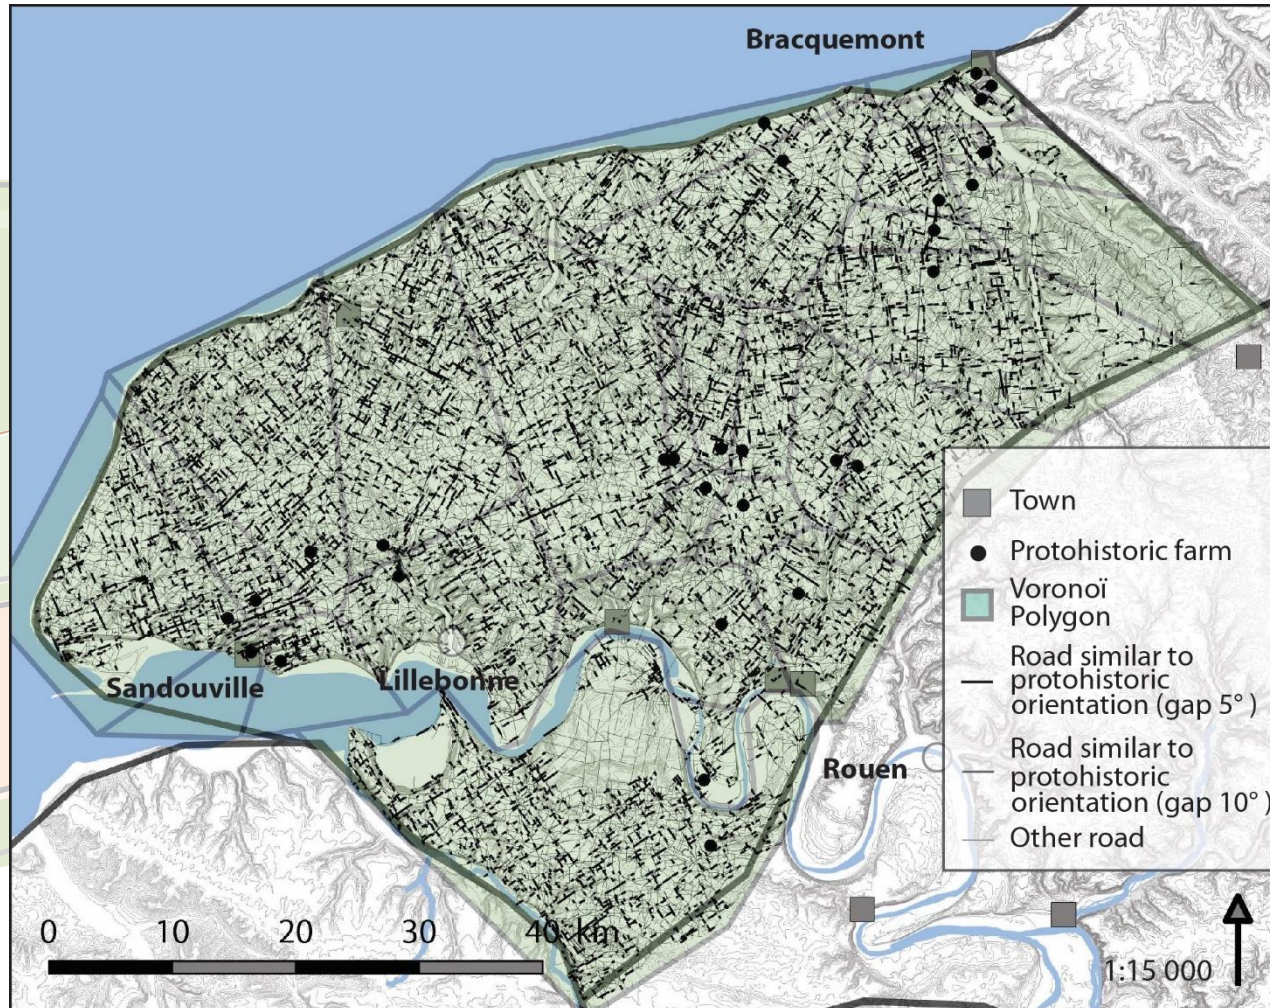 Bracquemont
Town
Protohistoric farm
Voronoï
Polygon
Road similar to
protohistoric
orientation (gap 5° )
Road similar to
protohistoric
orientation (gap 10° )
Other road
Sandouville
Lillebonne
Rouen
0 10 20 30 40 km
1:15 000